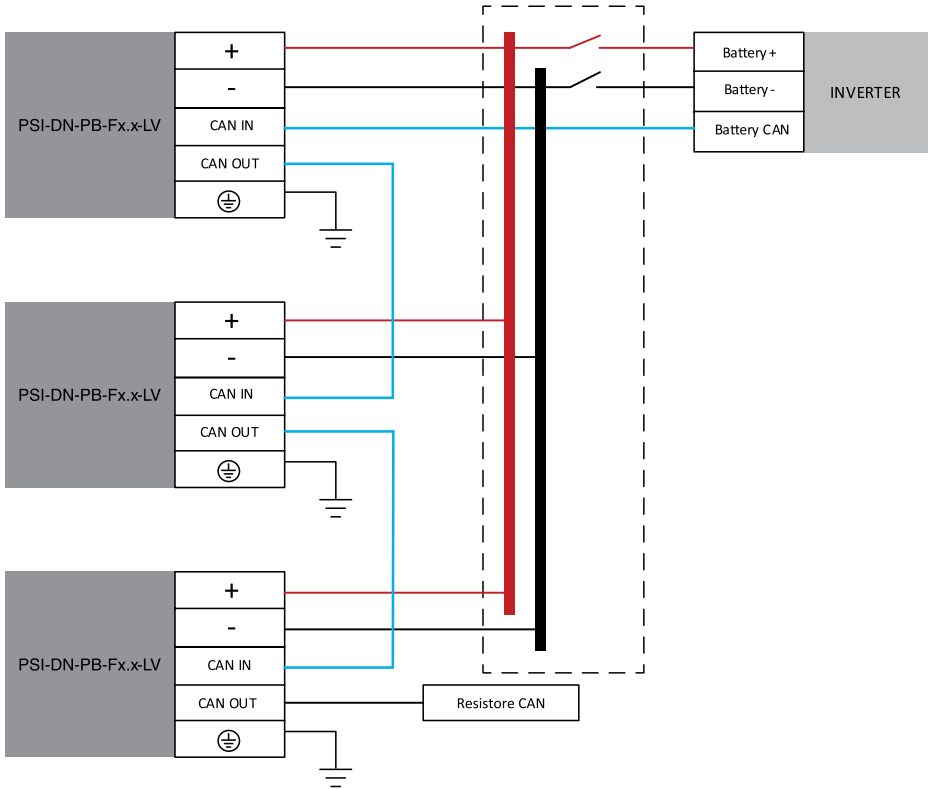 +
Battery +
-
Battery -
INVERTER
PSI-DN-PB-Fx.x-LV
CAN IN
Battery CAN
CAN OUT
+
-
PSI-DN-PB-Fx.x-LV
CAN IN
CAN OUT
+
-
PSI-DN-PB-Fx.x-LV
CAN IN
CAN OUT
Resistore CAN